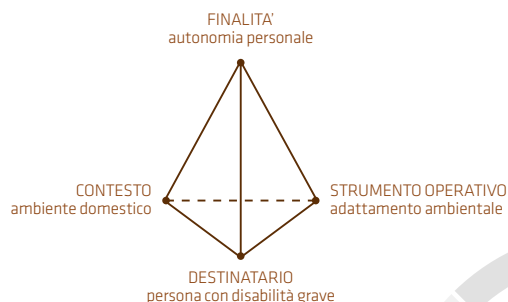 FINALITA'
autonomia personale
CONTESTO
ambiente domestico
STRUMENTO OPERATIVO
adattamento ambientale
DESTINATARIO
persona con disabilità grave